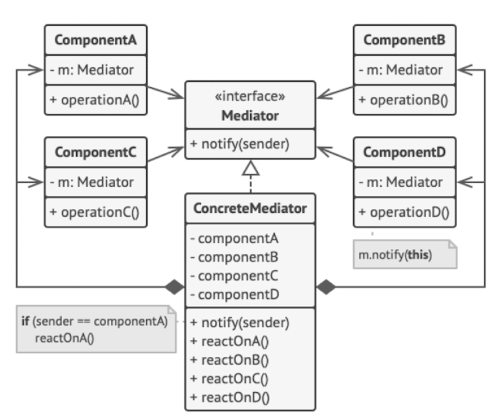 ComponentA
- m: Mediator
+ operationA()
ComponentB
- m: Mediator
+ operationB()
«interface»
Mediator
+ notify(sender)
ComponentC
- m: Mediator
+ operationC()
ComponentD
- m: Mediator
+ operationD()
m.notify(this)
ConcreteMediator
- componentA
- componentB
- componentC
- componentD
+ notify(sender)
+ reactOnA()
+ reactOnB()
+ reactOnC()
+ reactOnD()
if (sender == componentA)
reactOnA()